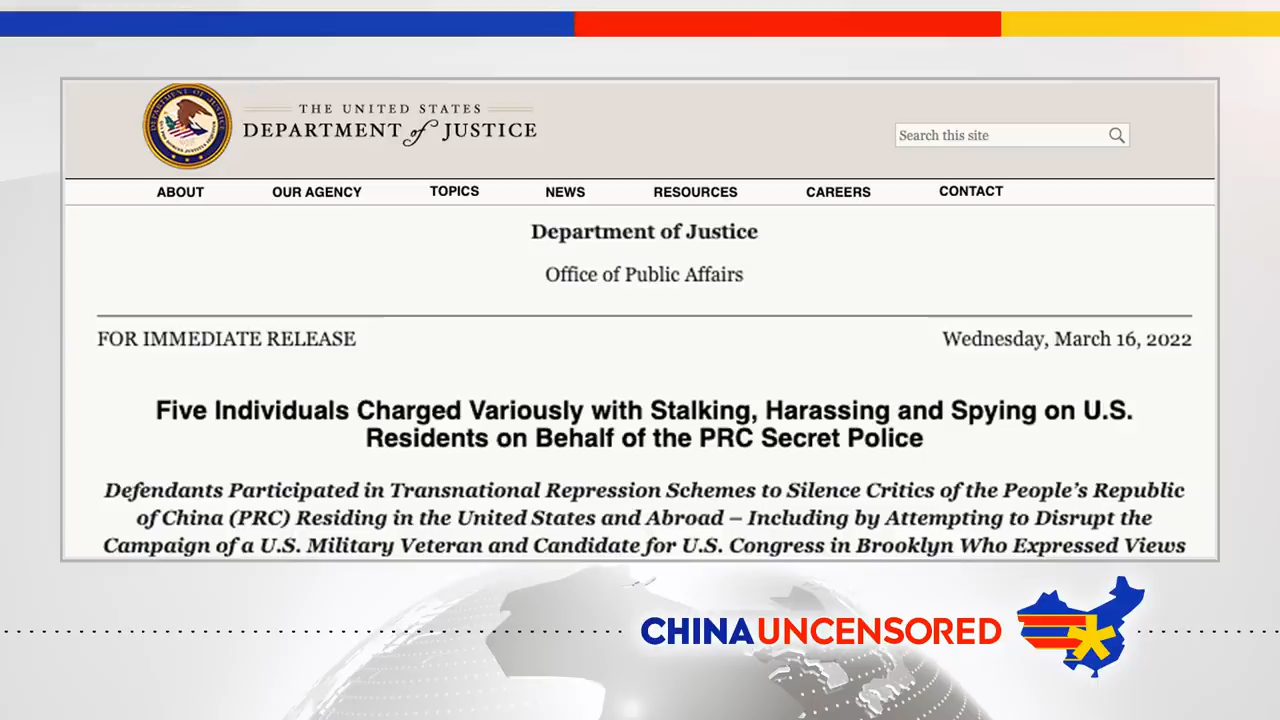 THE UNITED STATES
DEPARTMENT of JUSTICE
Search this site
ABOUT OUR AGENCY TOPICS NEWS RESOURCES CAREERS CONTACT
Department of Justice
Office of Public Affairs
FOR IMMEDIATE RELEASE Wednesday, March 16, 2022
Five Individuals Charged Variously with Stalking, Harassing and Spying on U.S.
Residents on Behalf of the PRC Secret Police
Defendants Participated in Transnational Repression Schemes to Silence Critics of the People's Republic
of China (PRC) Residing in the United States and Abroad – Including by Attempting to Disrupt the
Campaign of a U.S. Military Veteran and Candidate for U.S. Congress in Brooklyn Who Expressed Views
CHINA UNCENSORED